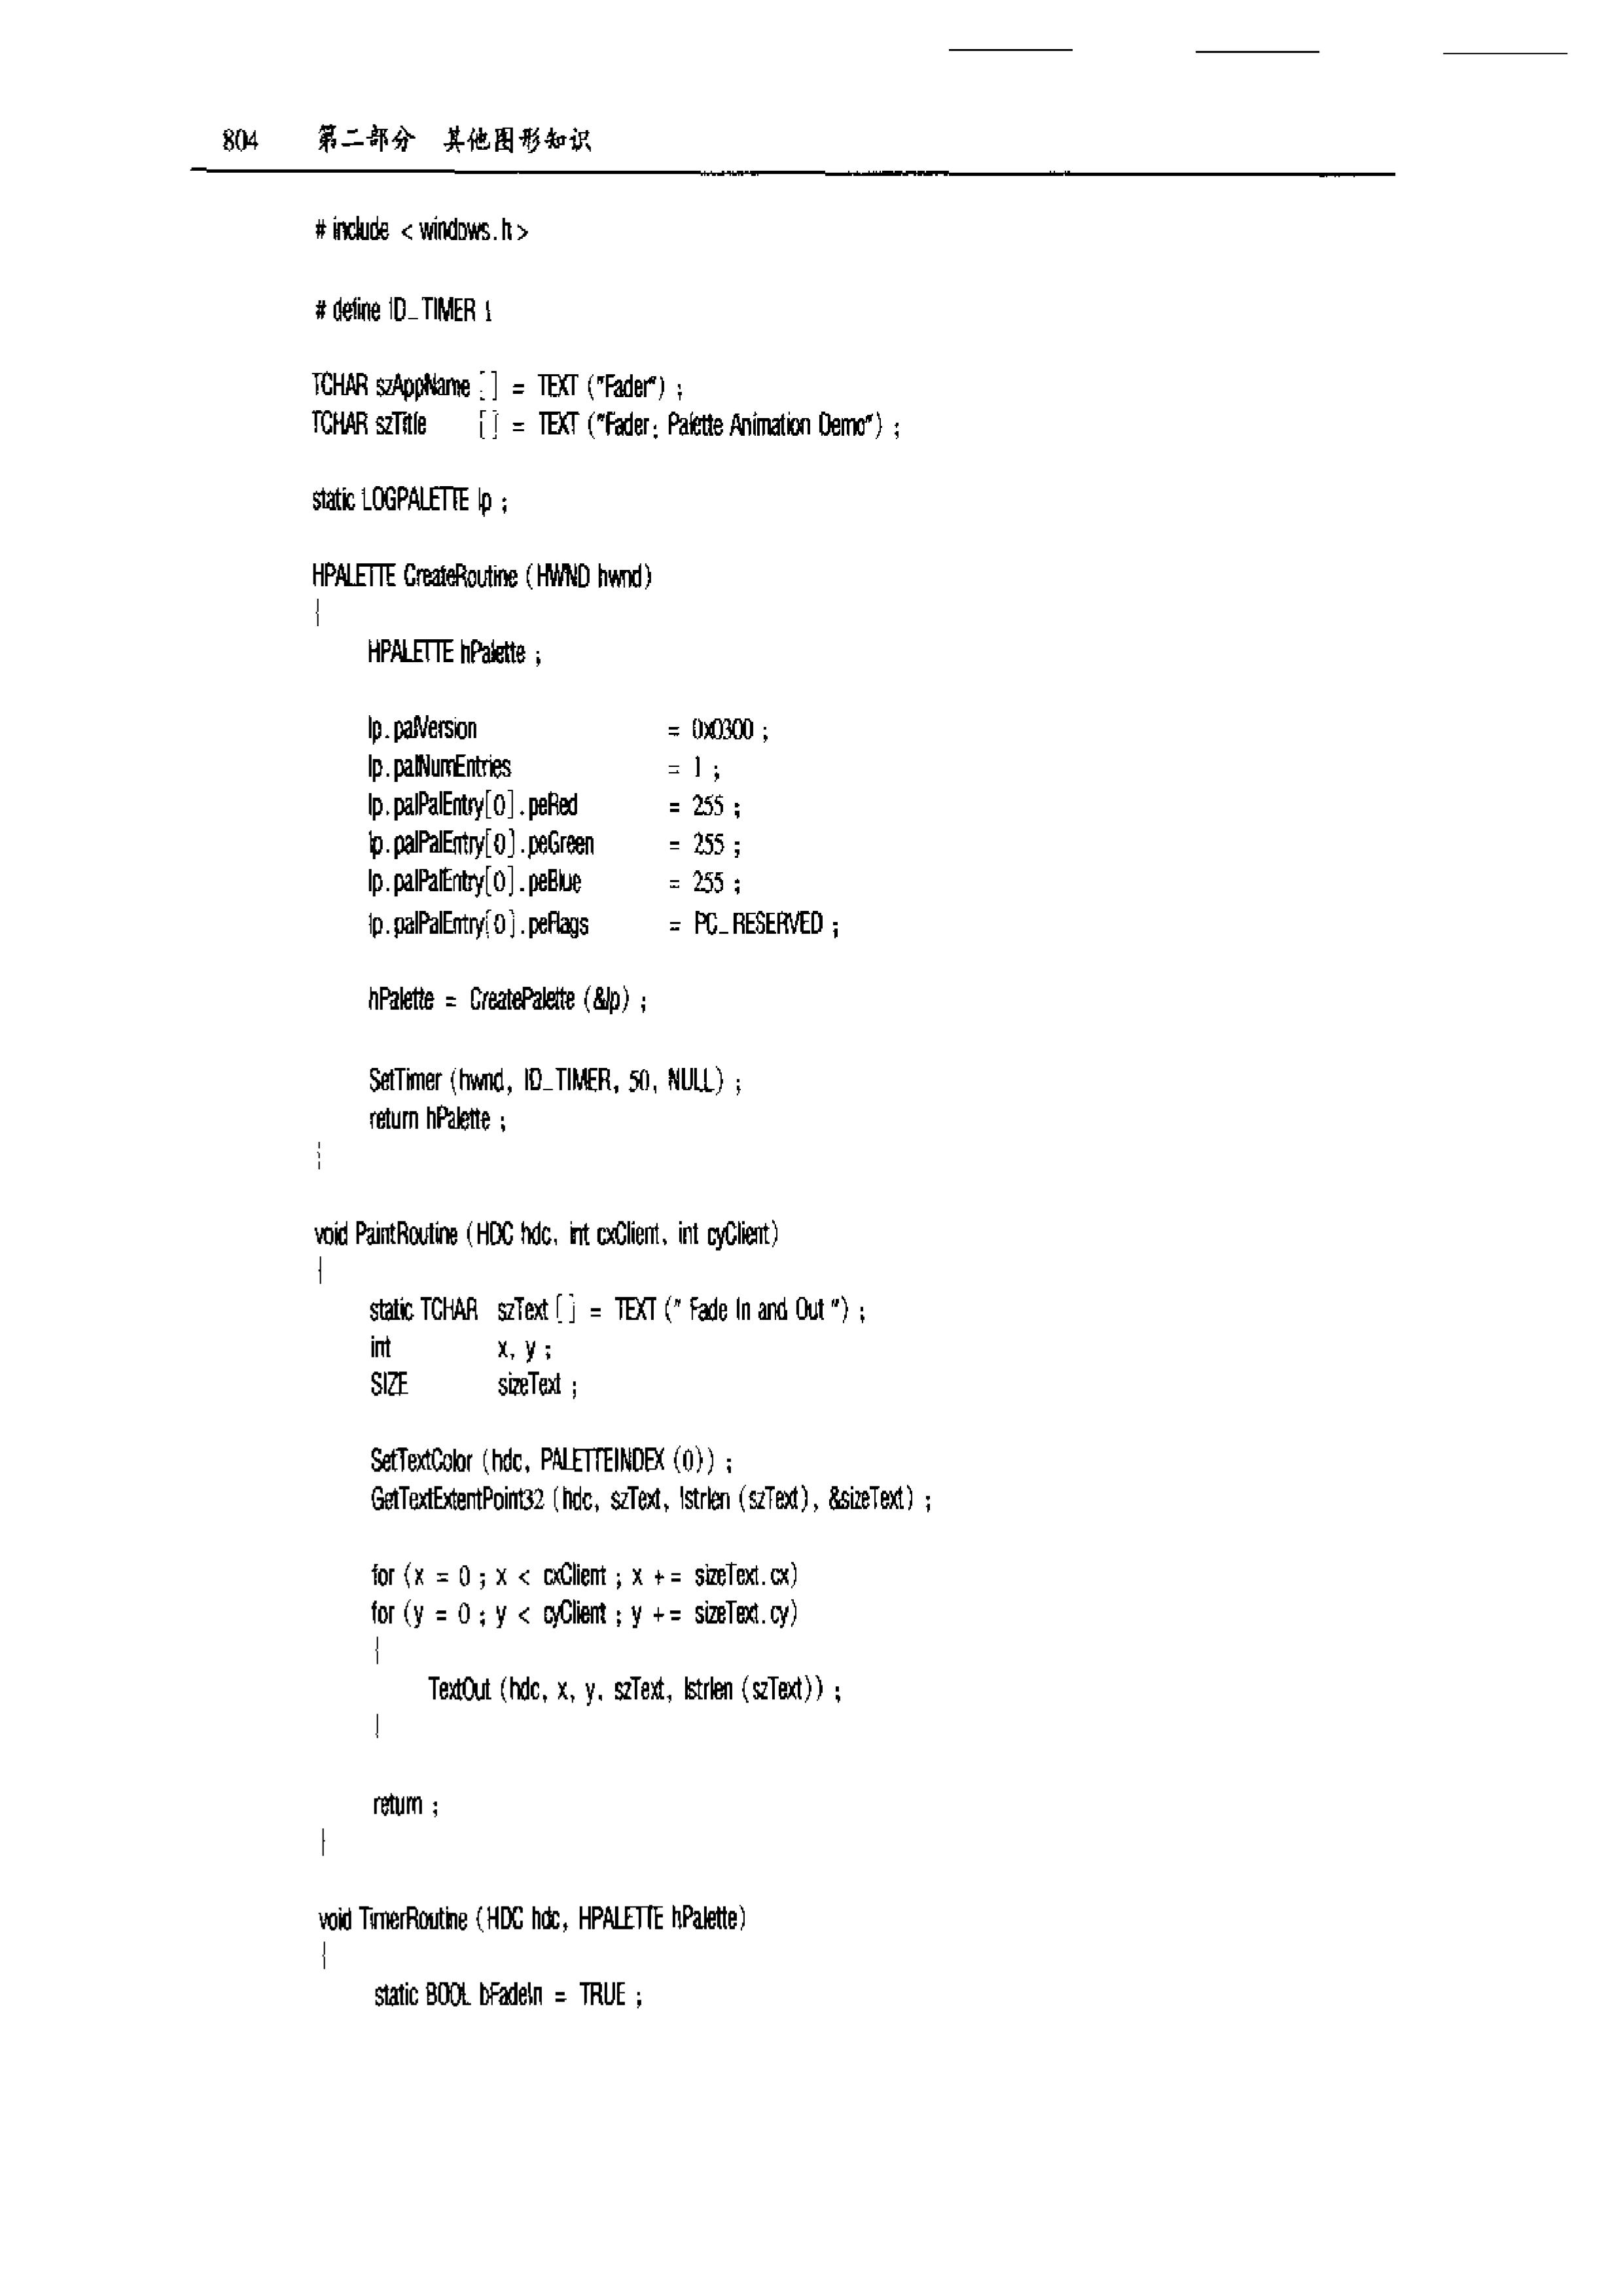 804 第二部分 其他图形知识
# include < windows.h >
# define ID_TIMER 1
TCHAR szAppName [] = TEXT ("Fader") ;
TCHAR szTitle [] = TEXT ("Fader: Palette Animation Demo") ;
static LOGPALETTE lp ;
HPALETTE CreateRoutine (HWND hwnd)
{
HPALETTE hPalette ;
lp.palVersion = 0x0300 ;
lp.palNumEntries = 1 ;
lp.palPalEntry[0].peRed = 255 ;
lp.palPalEntry[0].peGreen = 255 ;
lp.palPalEntry[0].peBlue = 255 ;
lp.palPalEntry[0].peFlags = PC_RESERVED ;
hPalette = CreatePalette (&lp) ;
SetTimer (hwnd, ID_TIMER, 50, NULL) ;
return hPalette ;
}
void PaintRoutine (HDC hdc, int cxClient, int cyClient)
{
static TCHAR szText [] = TEXT (" Fade In and Out ") ;
int x, y ;
SIZE sizeText ;
SetTextColor (hdc, PALETTEINDEX (0)) ;
GetTextExtentPoint32 (hdc, szText, lstrlen (szText), &sizeText) ;
for (x = 0 ; x < cxClient ; x += sizeText.cx)
for (y = 0 ; y < cyClient ; y += sizeText.cy)
{
TextOut (hdc, x, y, szText, lstrlen (szText)) ;
}
return ;
}
void TimerRoutine (HDC hdc, HPALETTE hPalette)
{
static BOOL bFadeIn = TRUE ;